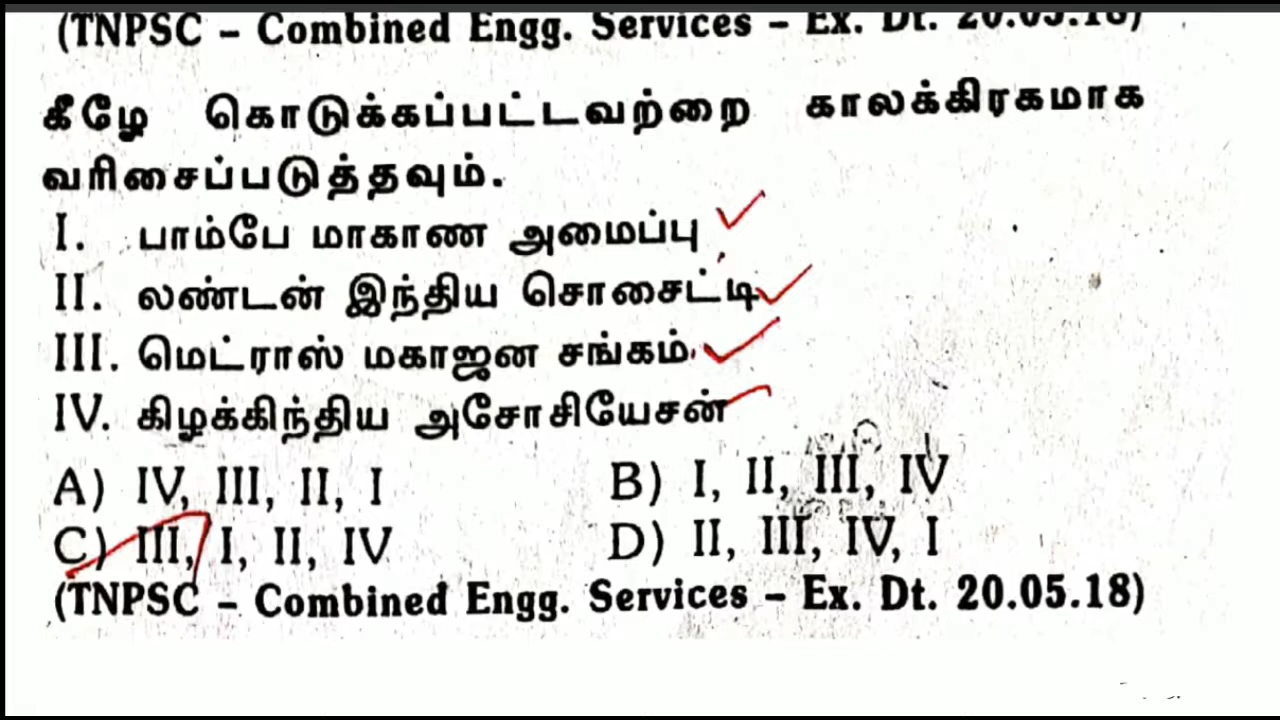 (TNPSC – Combined Engg. Services – Ex. Dt. 20.05.18)
கீழே கொடுக்கப்பட்டவற்றை காலக்கிரகமாக
வரிசைப்படுத்தவும்.
I. பாம்பே மாகாண அமைப்பு
II. லண்டன் இந்திய சொசைட்டி
III. மெட்ராஸ் மகாஜன சங்கம்.
IV. கிழக்கிந்திய அசோசியேசன்
A) IV, III, II, I B) I, II, III, IV
C) III, I, II, IV D) II, III, IV, I
(TNPSC – Combined Engg. Services – Ex. Dt. 20.05.18)